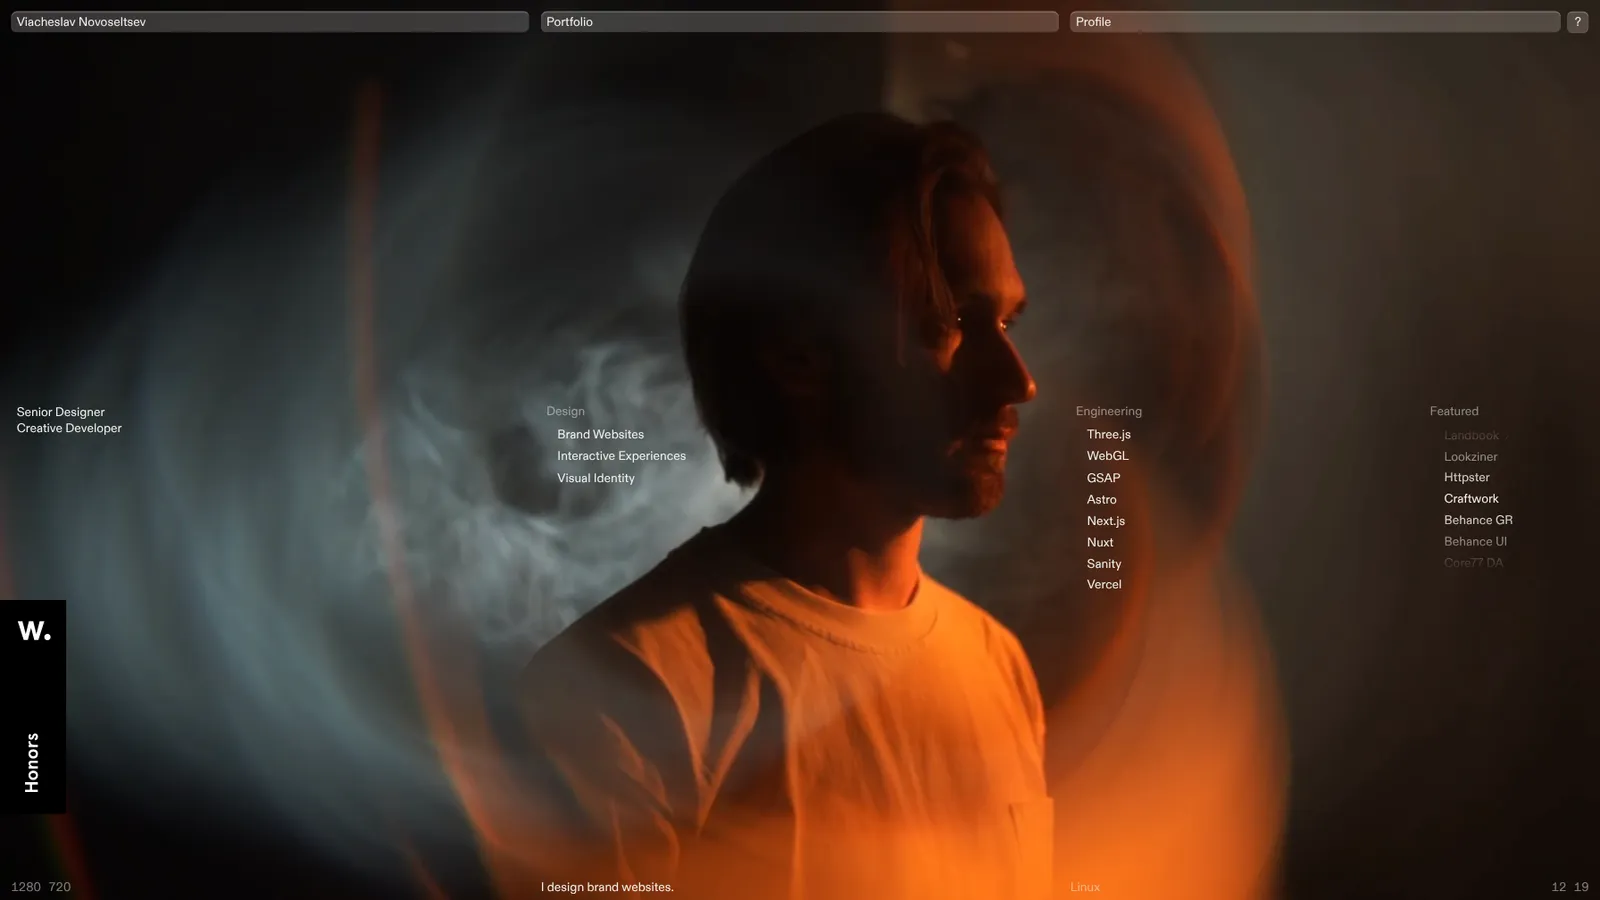 Viacheslav Novoseltsev
Portfolio
Profile
?
Senior Designer
Creative Developer
Design
Brand Websites
Interactive Experiences
Visual Identity
Engineering
Three.js
WebGL
GSAP
Astro
Next.js
Nuxt
Sanity
Vercel
Featured
Landbook
Lookziner
Httpster
Craftwork
Behance GR
Behance UI
Core77 DA
W.
Honors
1280 720
I design brand websites.
Linux
12 19